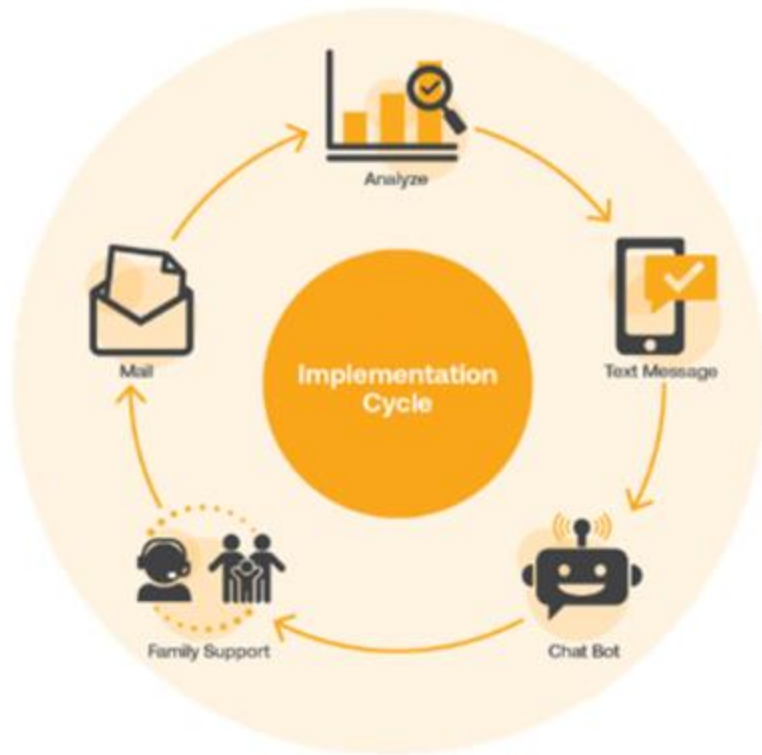 Analyze
Text Message
Chat Bot
Family Support
Mail
Implementation
Cycle